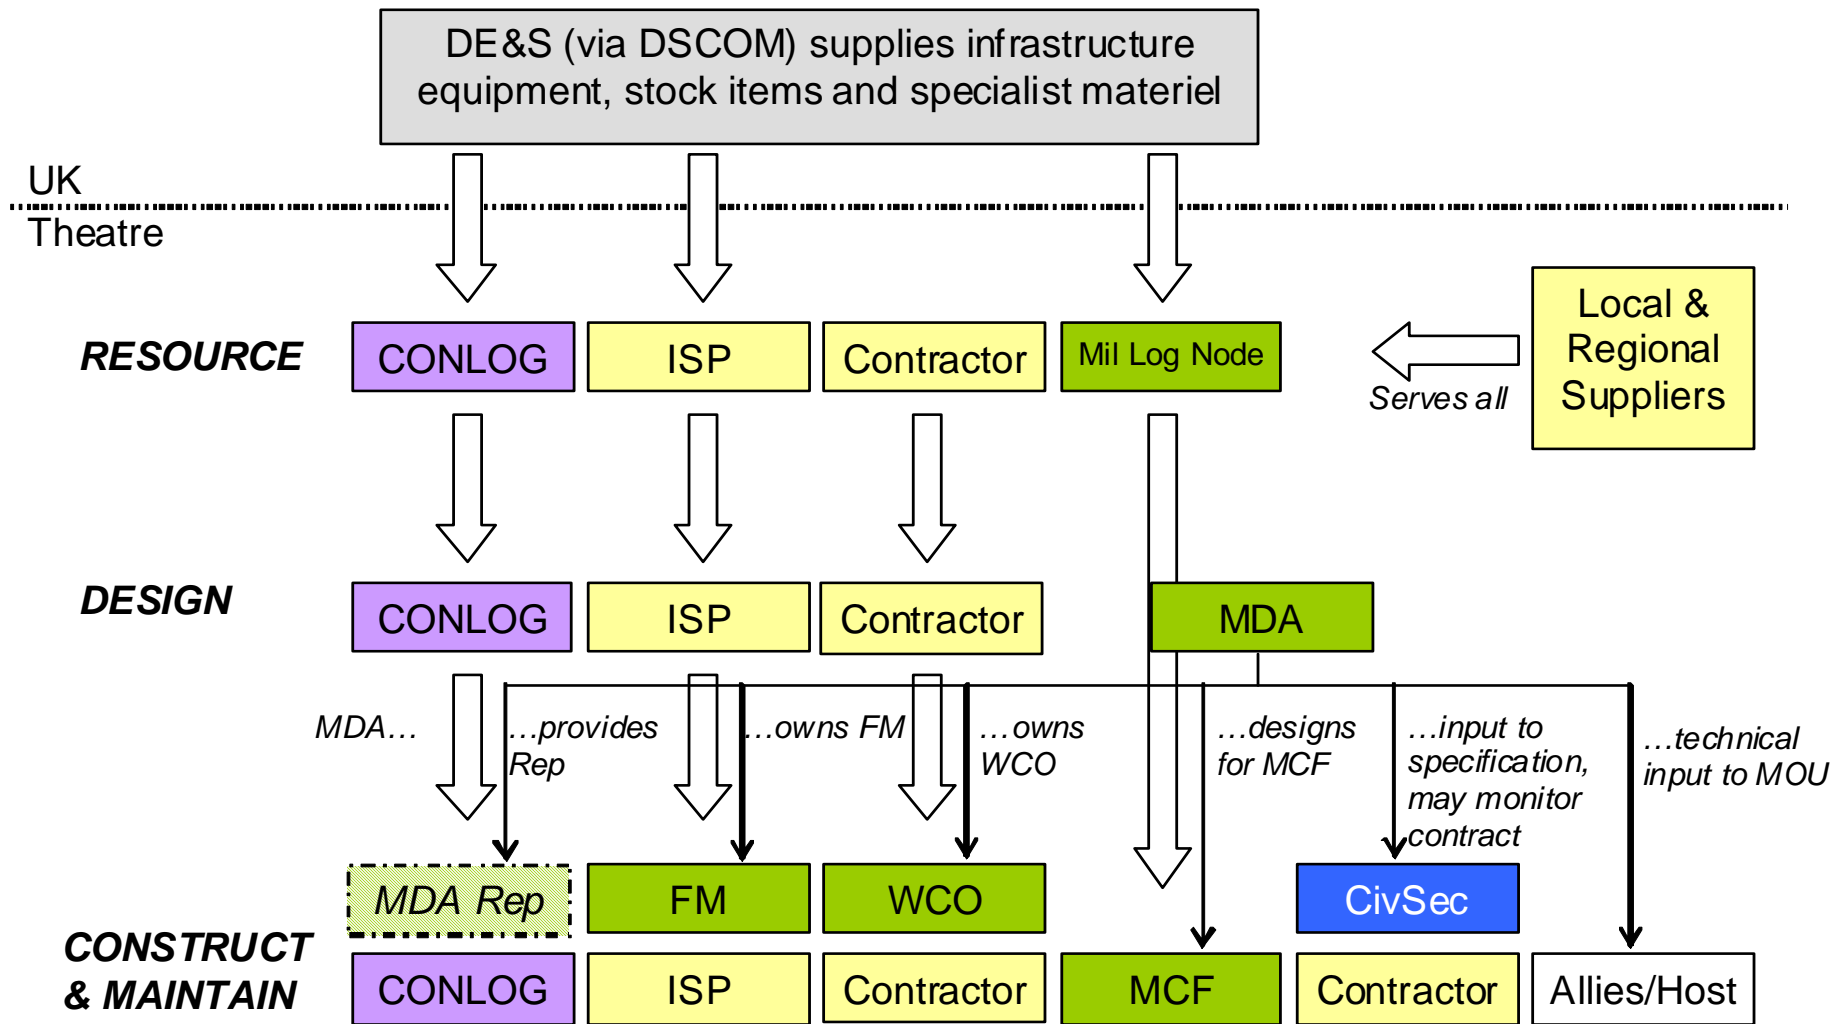 DE&S (via DSCOM) supplies infrastructure
equipment, stock items and specialist materiel
UK
Theatre
RESOURCE
CONLOG
ISP
Contractor
Mil Log Node
Local &
Regional
Suppliers
Serves all
DESIGN
CONLOG
ISP
Contractor
MDA
MDA…
…provides
Rep
…owns FM
…owns
WCO
…designs
for MCF
…input to
specification,
may monitor
contract
…technical
input to MOU
MDA Rep
FM
WCO
CivSec
CONSTRUCT
& MAINTAIN
CONLOG
ISP
Contractor
MCF
Contractor
Allies/Host